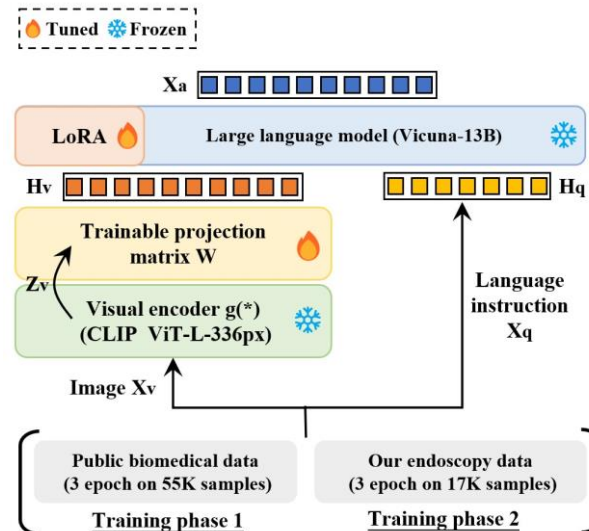 Tuned Frozen
Xa
LoRA
Large language model (Vicuna-13B)
Hv
Hq
Trainable projection
matrix W
Zv
Visual encoder g(*)
(CLIP ViT-L-336px)
Language
instruction
Xq
Image Xv
Public biomedical data
(3 epoch on 55K samples)
Training phase 1
Our endoscopy data
(3 epoch on 17K samples)
Training phase 2